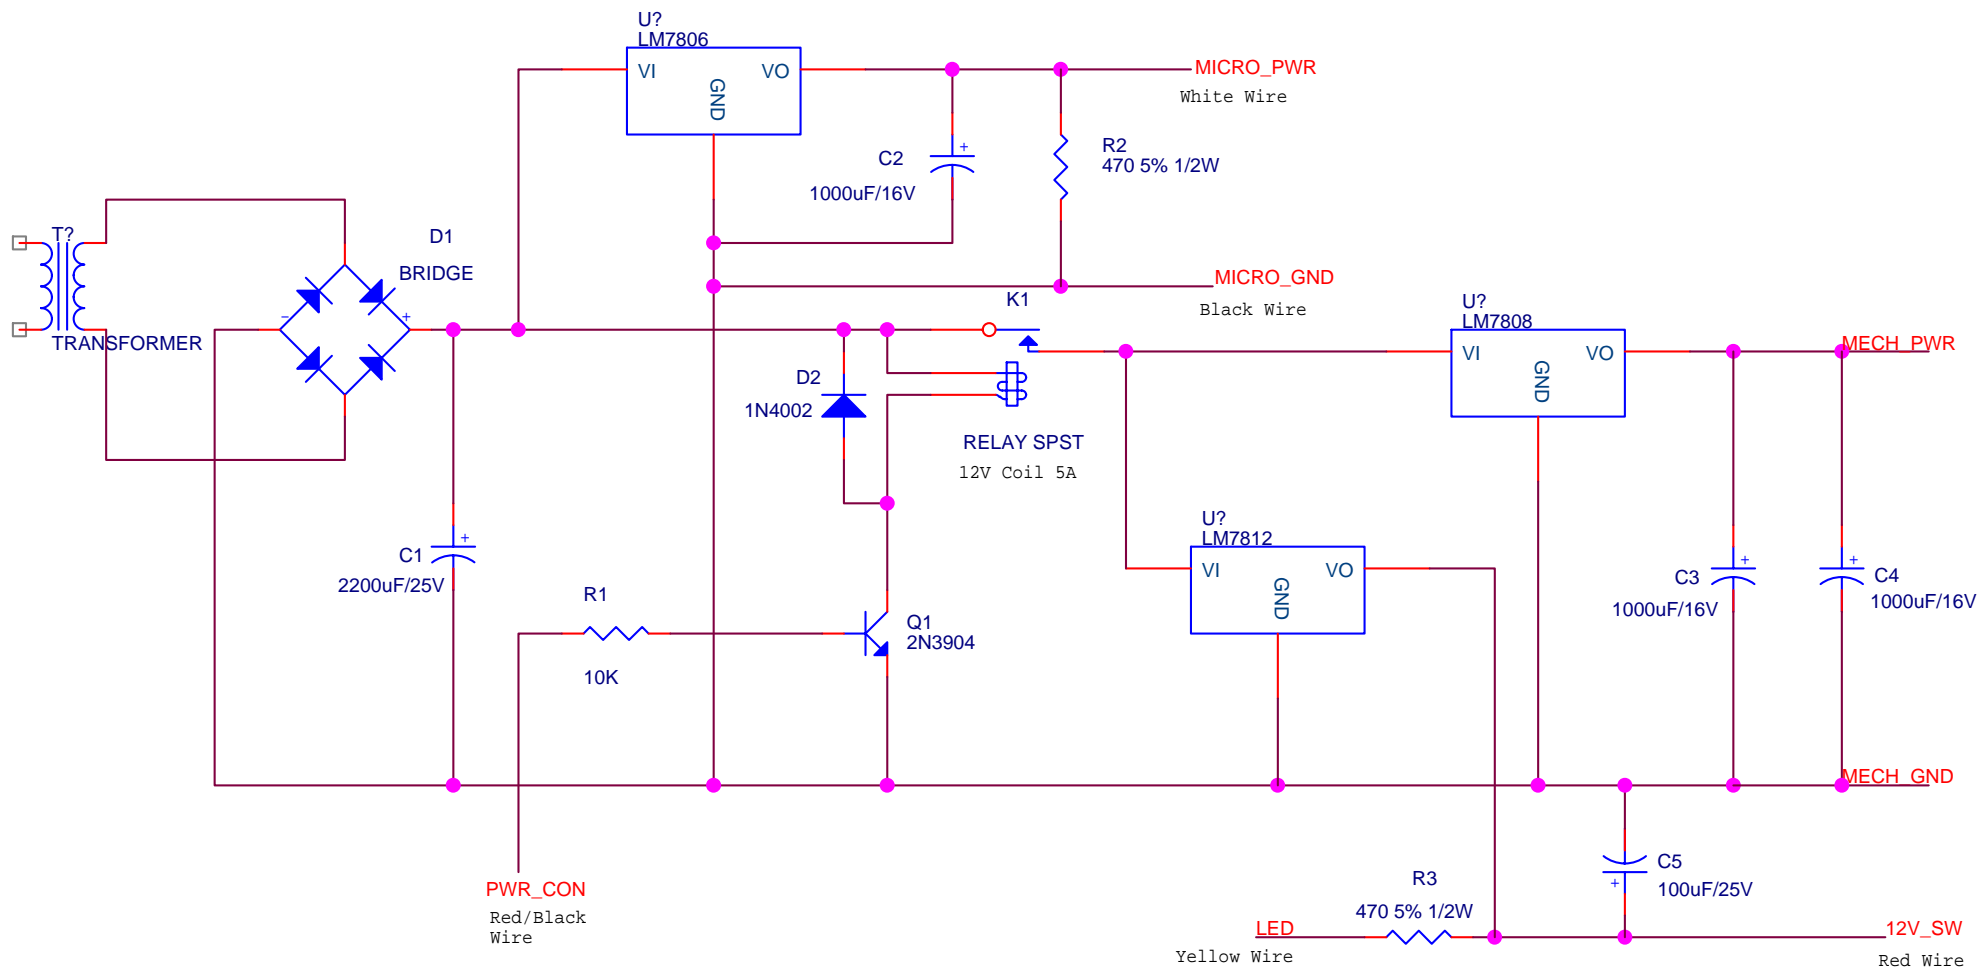 U?
LM7806
VI
VO
GND
MICRO_PWR
White Wire
C2
1000uF/16V
+
R2
470 5% 1/2W
T?
TRANSFORMER
D1
BRIDGE
-
+
MICRO_GND
Black Wire
K1
RELAY SPST
12V Coil 5A
D2
1N4002
U?
LM7808
VI
VO
GND
MECH_PWR
C1
2200uF/25V
+
R1
10K
Q1
2N3904
U?
LM7812
VI
VO
GND
C3
1000uF/16V
+
C4
1000uF/16V
+
MECH_GND
PWR_CON
Red/Black
Wire
C5
100uF/25V
+
R3
470 5% 1/2W
LED
Yellow Wire
12V_SW
Red Wire